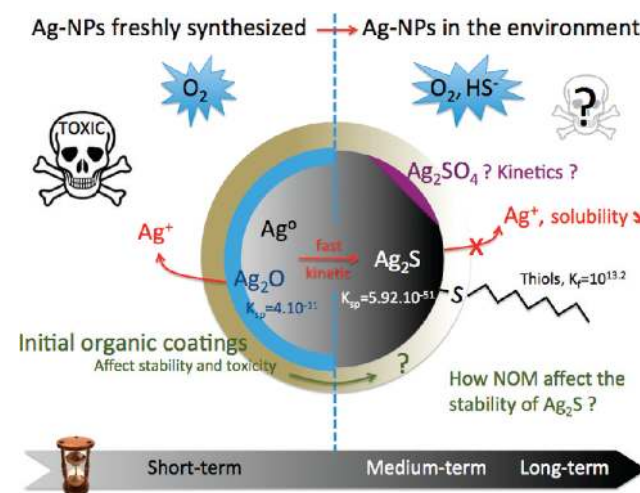 Ag-NPs freshly synthesized → Ag-NPs in the environment
O₂
O₂, HS⁻
TOXIC
?
Ag₂SO₄ ? Kinetics ?
Ag⁺
Ag⁺, solubility ↘
Ag⁰
fast
kinetic
Ag₂S
X
Ag₂O
Kₛₚ=4.10⁻¹¹
Kₛₚ=5.92.10⁻⁵¹
S
Thiols, K_f=10¹³·²
Initial organic coatings
Affect stability and toxicity
?
How NOM affect the
stability of Ag₂S ?
Short-term
Medium-term
Long-term